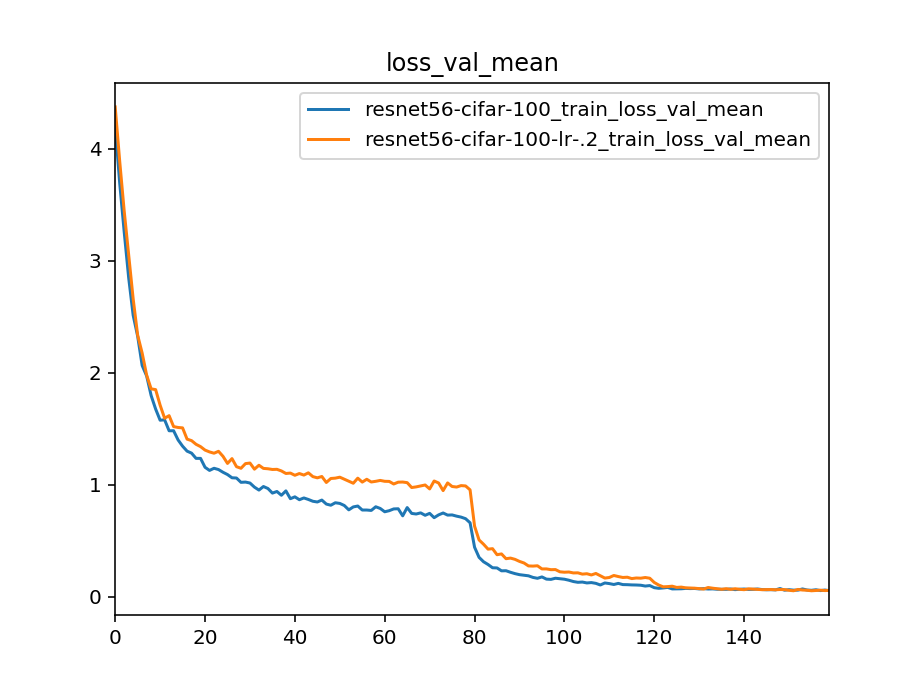 loss_val_mean
resnet56-cifar-100_train_loss_val_mean
resnet56-cifar-100-lr-.2_train_loss_val_mean
4
3
2
1
0
0 20 40 60 80 100 120 140